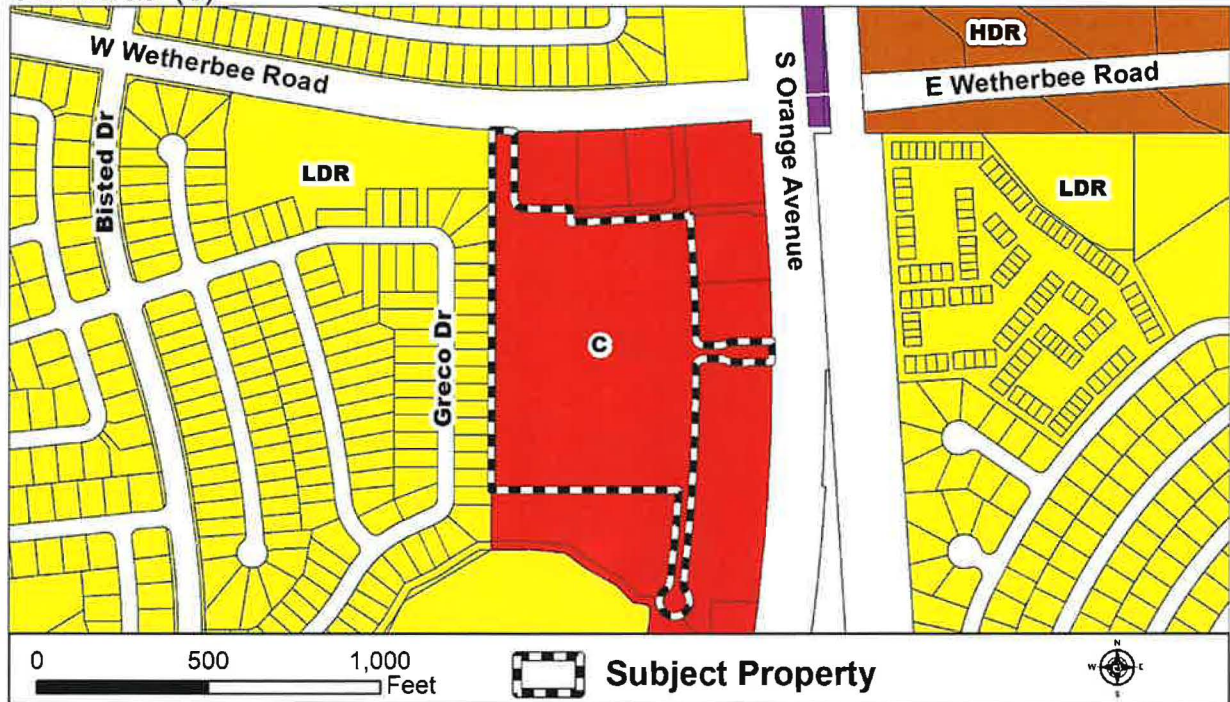 W Wetherbee Road
HDR
E Wetherbee Road
S Orange Avenue
Bisted Dr
LDR
LDR
Greco Dr
C
0 500 1,000
Feet
Subject Property
N
W
S